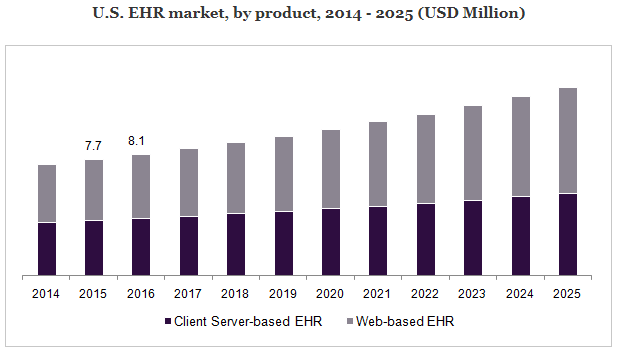 U.S. EHR market, by product, 2014 - 2025 (USD Million)
7.7 8.1
2014 2015 2016 2017 2018 2019 2020 2021 2022 2023 2024 2025
Client Server-based EHR Web-based EHR